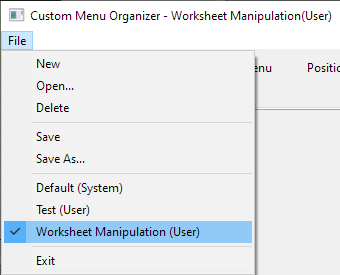 Custom Menu Organizer - Worksheet Manipulation(User)
File
New
Open...
Delete
Save
Save As...
Default (System)
Test (User)
Worksheet Manipulation (User)
Exit